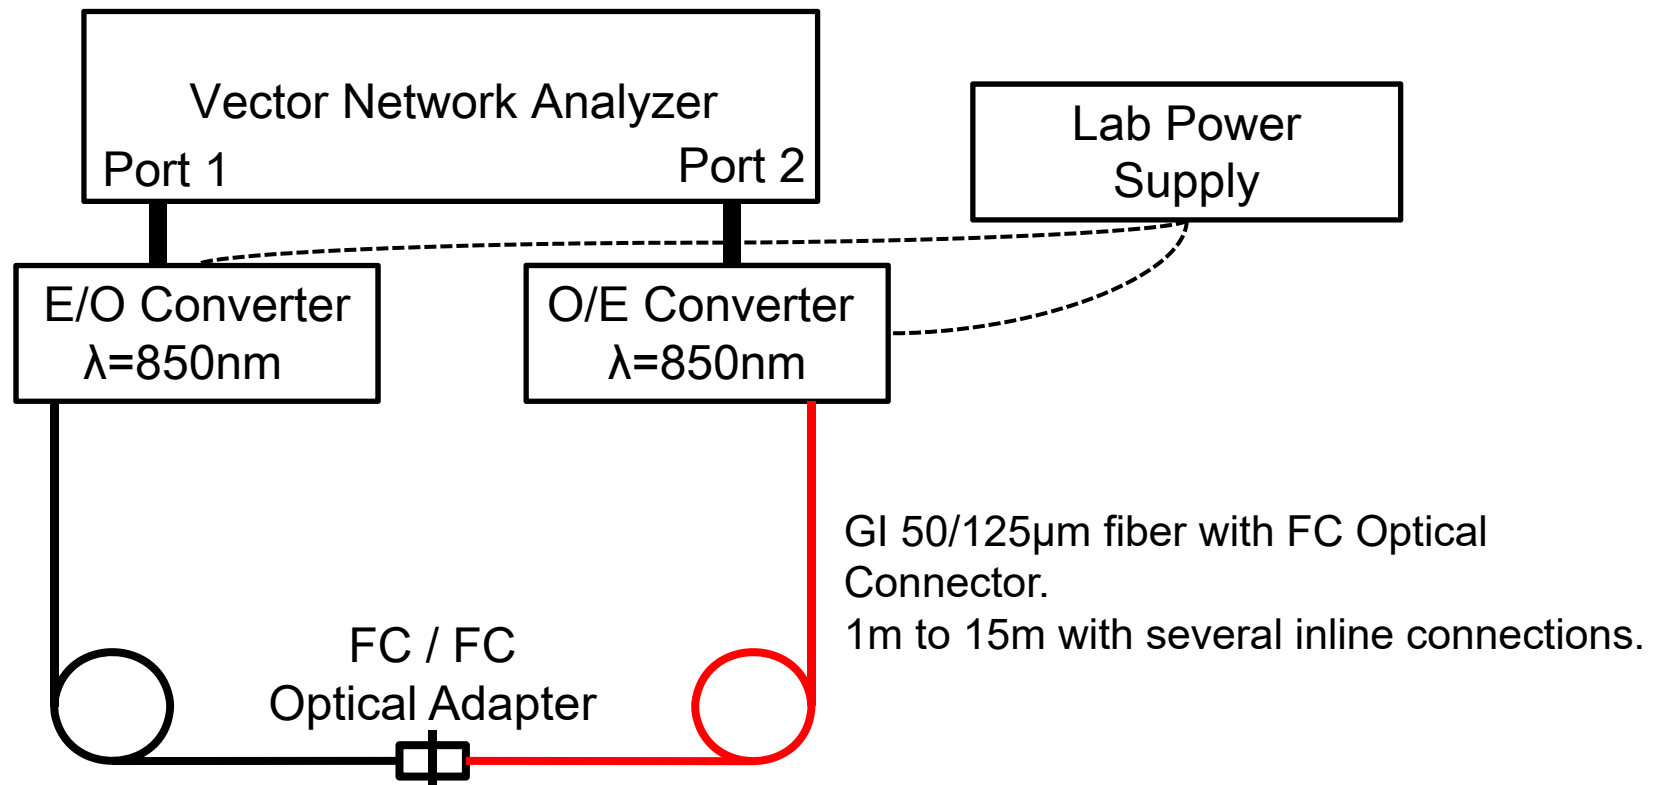 Vector Network Analyzer
Port 1
Port 2
Lab Power
Supply
E/O Converter
λ=850nm
O/E Converter
λ=850nm
GI 50/125µm fiber with FC Optical
Connector.
1m to 15m with several inline connections.
FC / FC
Optical Adapter